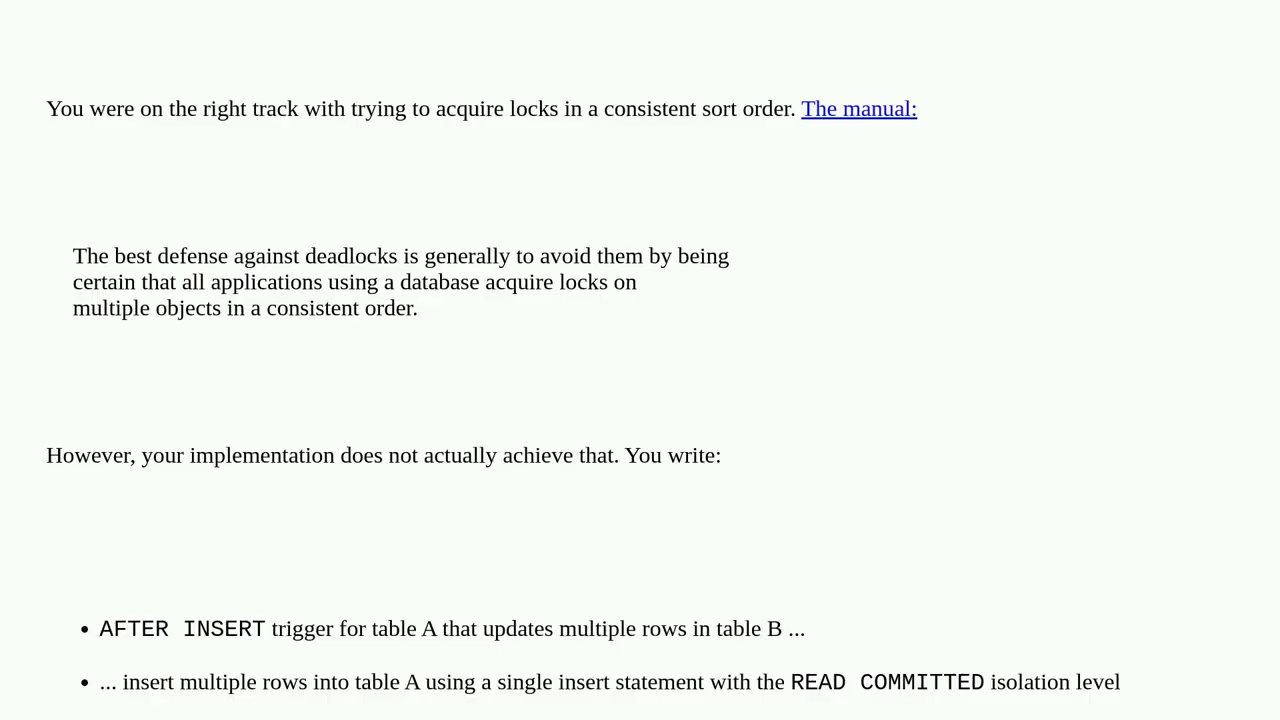 You were on the right track with trying to acquire locks in a consistent sort order. The manual:
The best defense against deadlocks is generally to avoid them by being
certain that all applications using a database acquire locks on
multiple objects in a consistent order.
However, your implementation does not actually achieve that. You write:
• AFTER INSERT trigger for table A that updates multiple rows in table B ...
• ... insert multiple rows into table A using a single insert statement with the READ COMMITTED isolation level